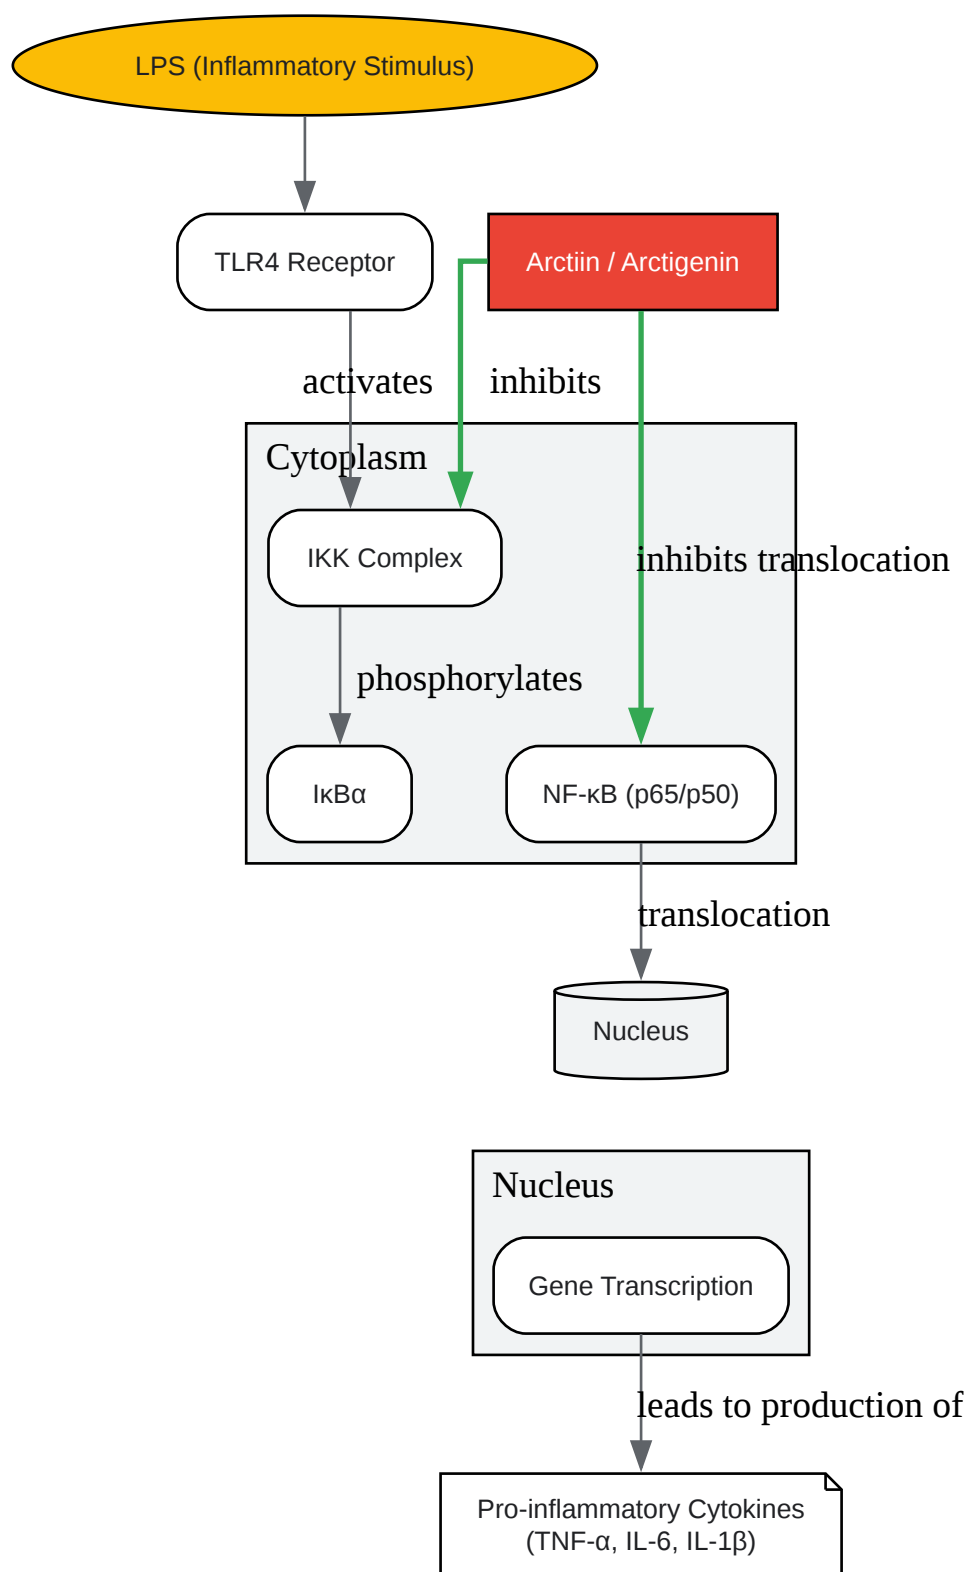 LPS (Inflammatory Stimulus)
TLR4 Receptor
Arctiin / Arctigenin
activates
inhibits
Cytoplasm
IKK Complex
inhibits translocation
phosphorylates
IκBα
NF-κB (p65/p50)
translocation
Nucleus
Nucleus
Gene Transcription
leads to production of
Pro-inflammatory Cytokines
(TNF-α, IL-6, IL-1β)